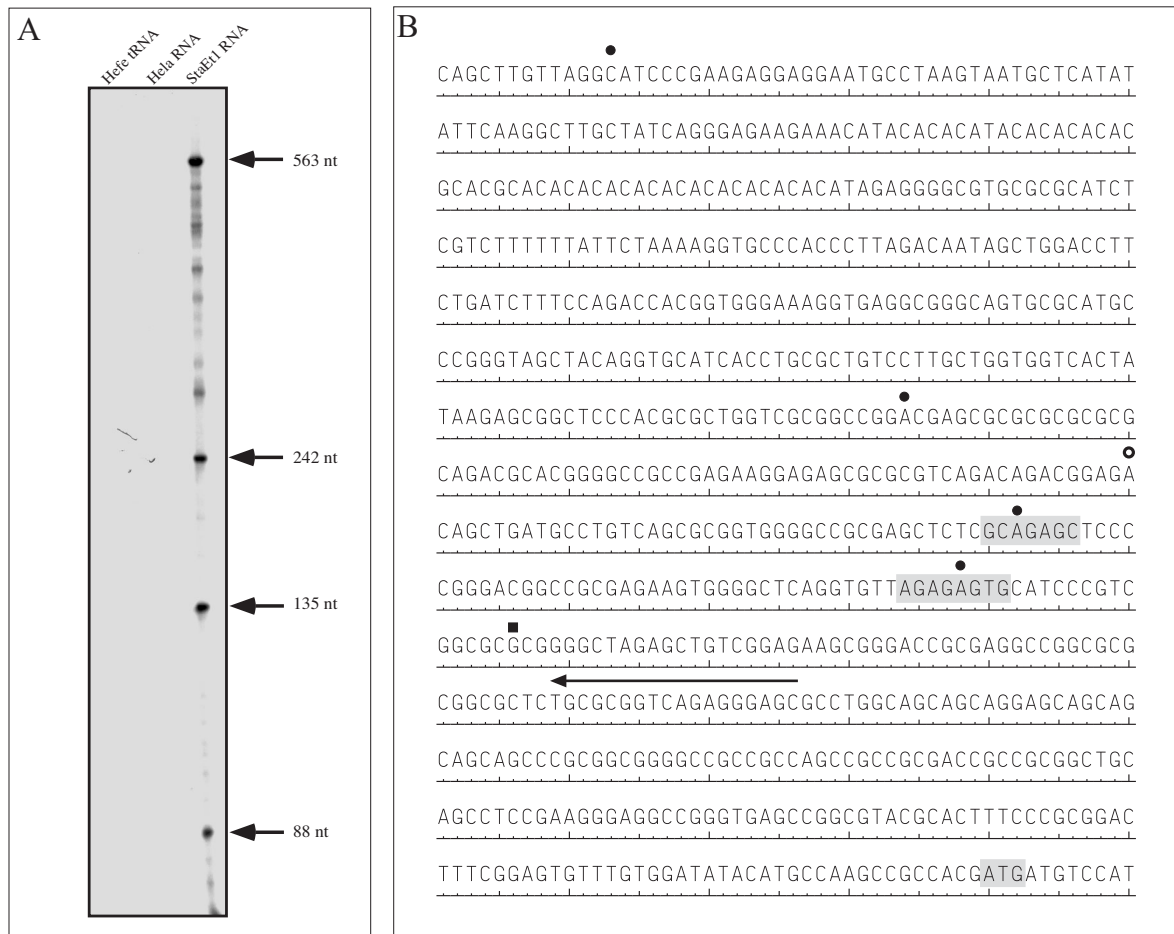 A
Hefe tRNA
Hela RNA
StaEt1 RNA
563 nt
242 nt
135 nt
88 nt
B
CAGCTTGTTAGGCATCCCGAAGAGGAGGAATGCCTAAGTAATGCTCATAT
ATTCAAGGCTTGCTATCAGGGAGAAGAAACATACACACATACACACACAC
GCACGCACACACACACACACACACACACATAGAGGGGCGTGCGCGCATCT
CGTCTTTTTTATTCTAAAAGGTGCCCACCCTTAGACAATAGCTGGACCTT
CTGATCTTTCCAGACCACGGTGGGAAAGGTGAGGCGGGCAGTGCGCATGC
CCGGGTAGCTACAGGTGCATCACCTGCGCTGTCCTTGCTGGTGGTCACTA
TAAGAGCGGCTCCCACGCGCTGGTCGCGGCCGGACGAGCGCGCGCGCGCG
CAGACGCACGGGGCCGCCGAGAAGGAGAGCGCGCGTCAGACAGACGGAGA
CAGCTGATGCCTGTCAGCGCGGTGGGGCCGCGAGCTCTCGCAGAGCTCCC
CGGGACGGCCGCGAGAAGTGGGGCTCAGGTGTTAGAGAGTGCATCCCGTC
GGCGCGCGGGGCTAGAGCTGTCGGAGAAGCGGGACCGCGAGGCCGGCGCG
CGGCGCTCTGCGCGGTCAGAGGGAGCGCCTGGCAGCAGCAGGAGCAGCAG
CAGCAGCCCGCGGCGGGGCCGCCGCCAGCCGCCGCGACCGCCGCGGCTGC
AGCCTCCGAAGGGAGGCCGGGTGAGCCGGCGTACGCACTTTCCCGCGGAC
TTTCGGAGTGTTTGTGGATATACATGCCAAGCCGCCACGATGATGTCCAT